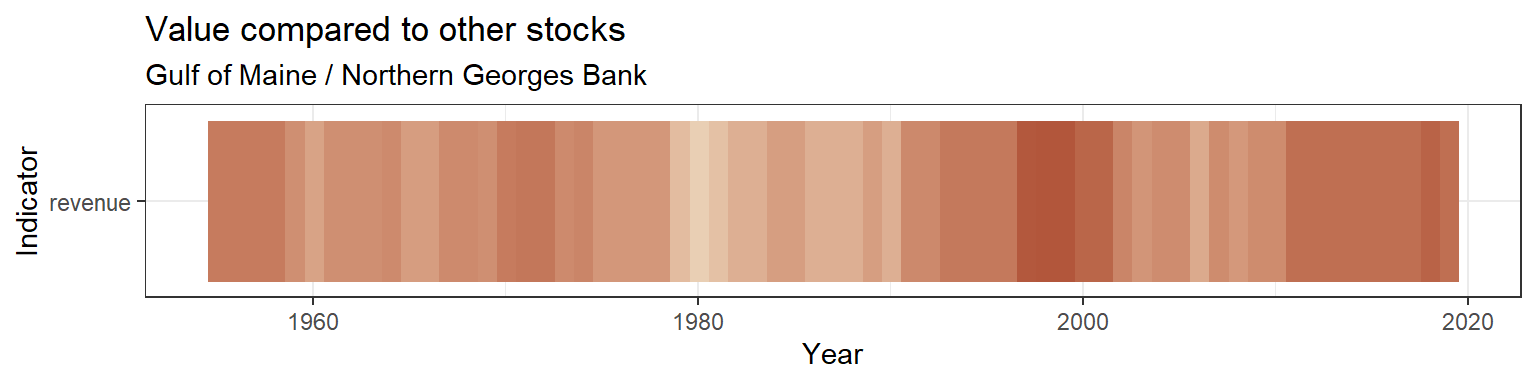 Value compared to other stocks
Gulf of Maine / Northern Georges Bank
Indicator
revenue
1960 1980 2000 2020
Year